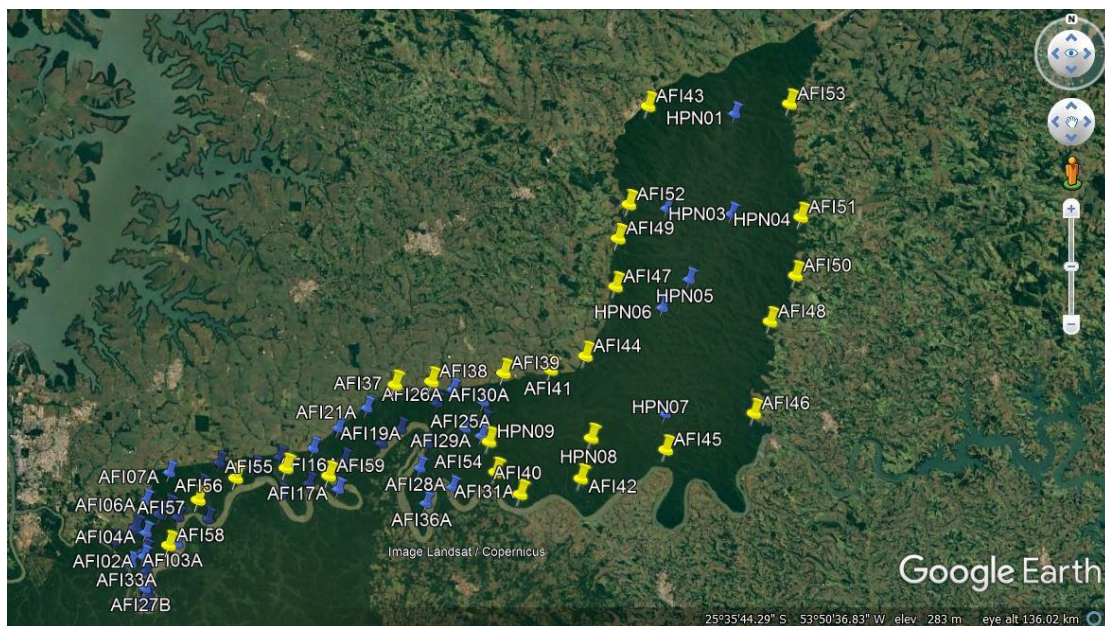 N
AFI43
AFI53
HPN01
AFI52
HPN03
HPN04
AFI51
AFI49
AFI47
HPN05
AFI50
HPN06
AFI48
AFI44
AFI39
AFI38
AFI37
AFI26A
AFI30A
AFI41
AFI21A
AFI25A
HPN07
AFI46
AFI19A
AFI29A
HPN09
AFI45
AFI54
HPN08
AFI07A
AFI55
AFI16A
AFI59
AFI40
AFI56
AFI17A
AFI28A
AFI31A
AFI42
AFI06A
AFI57
AFI36A
AFI04A
AFI58
AFI02A
AFI03A
AFI33A
AFI27B
Image Landsat / Copernicus
Google Earth
25°35'44.29" S 53°50'36.83" W elev 283 m eye alt 136.02 km